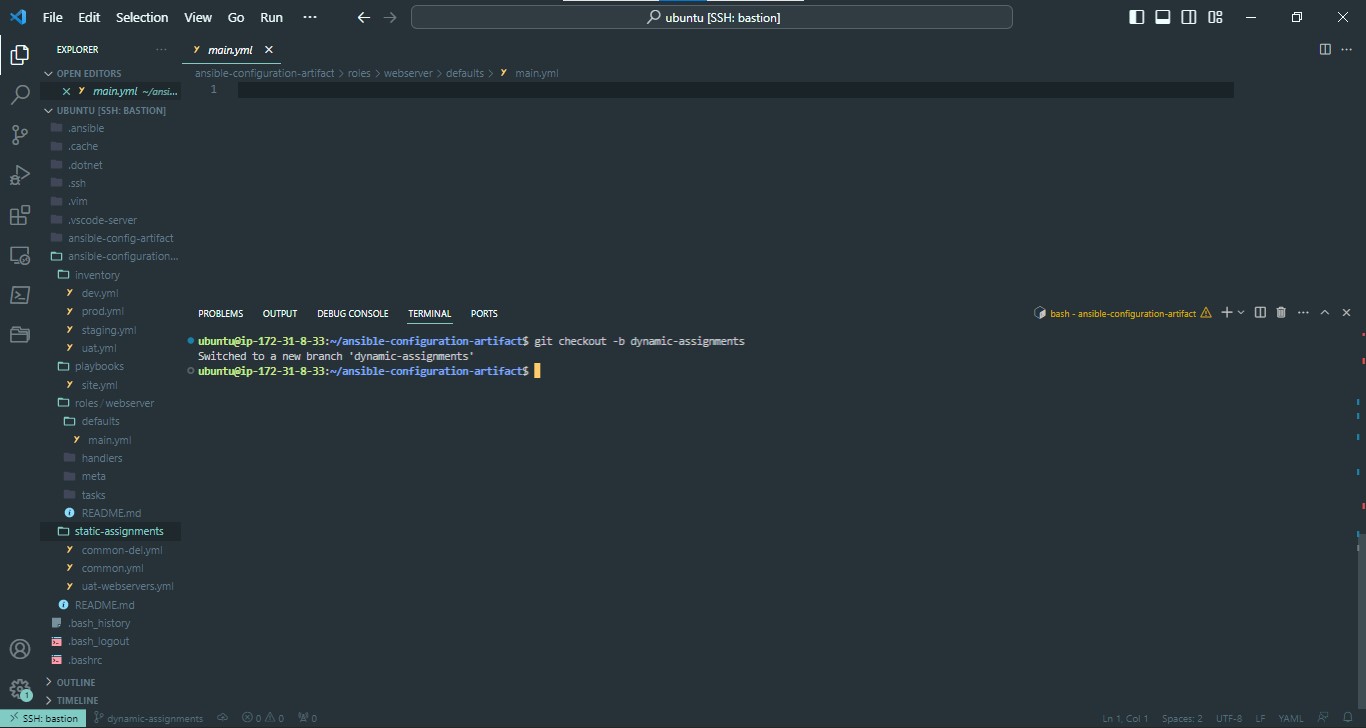 File Edit Selection View Go Run ···
ubuntu [SSH: bastion]
EXPLORER ···
OPEN EDITORS
main.yml ~/ansi...
UBUNTU [SSH: BASTION]
.ansible
.cache
.dotnet
.ssh
.vim
.vscode-server
ansible-config-artifact
ansible-configuration...
inventory
dev.yml
prod.yml
staging.yml
uat.yml
playbooks
site.yml
roles / webserver
defaults
main.yml
handlers
meta
tasks
README.md
static-assignments
common-del.yml
common.yml
uat-webservers.yml
README.md
.bash_history
.bash_logout
.bashrc
OUTLINE
TIMELINE
main.yml
ansible-configuration-artifact > roles > webserver > defaults > main.yml
1
PROBLEMS OUTPUT DEBUG CONSOLE TERMINAL PORTS
bash - ansible-configuration-artifact
ubuntu@ip-172-31-8-33:~/ansible-configuration-artifact$ git checkout -b dynamic-assignments
Switched to a new branch 'dynamic-assignments'
ubuntu@ip-172-31-8-33:~/ansible-configuration-artifact$
1
SSH: bastion dynamic-assignments 0 0 0 Ln 1, Col 1 Spaces: 2 UTF-8 LF YAML